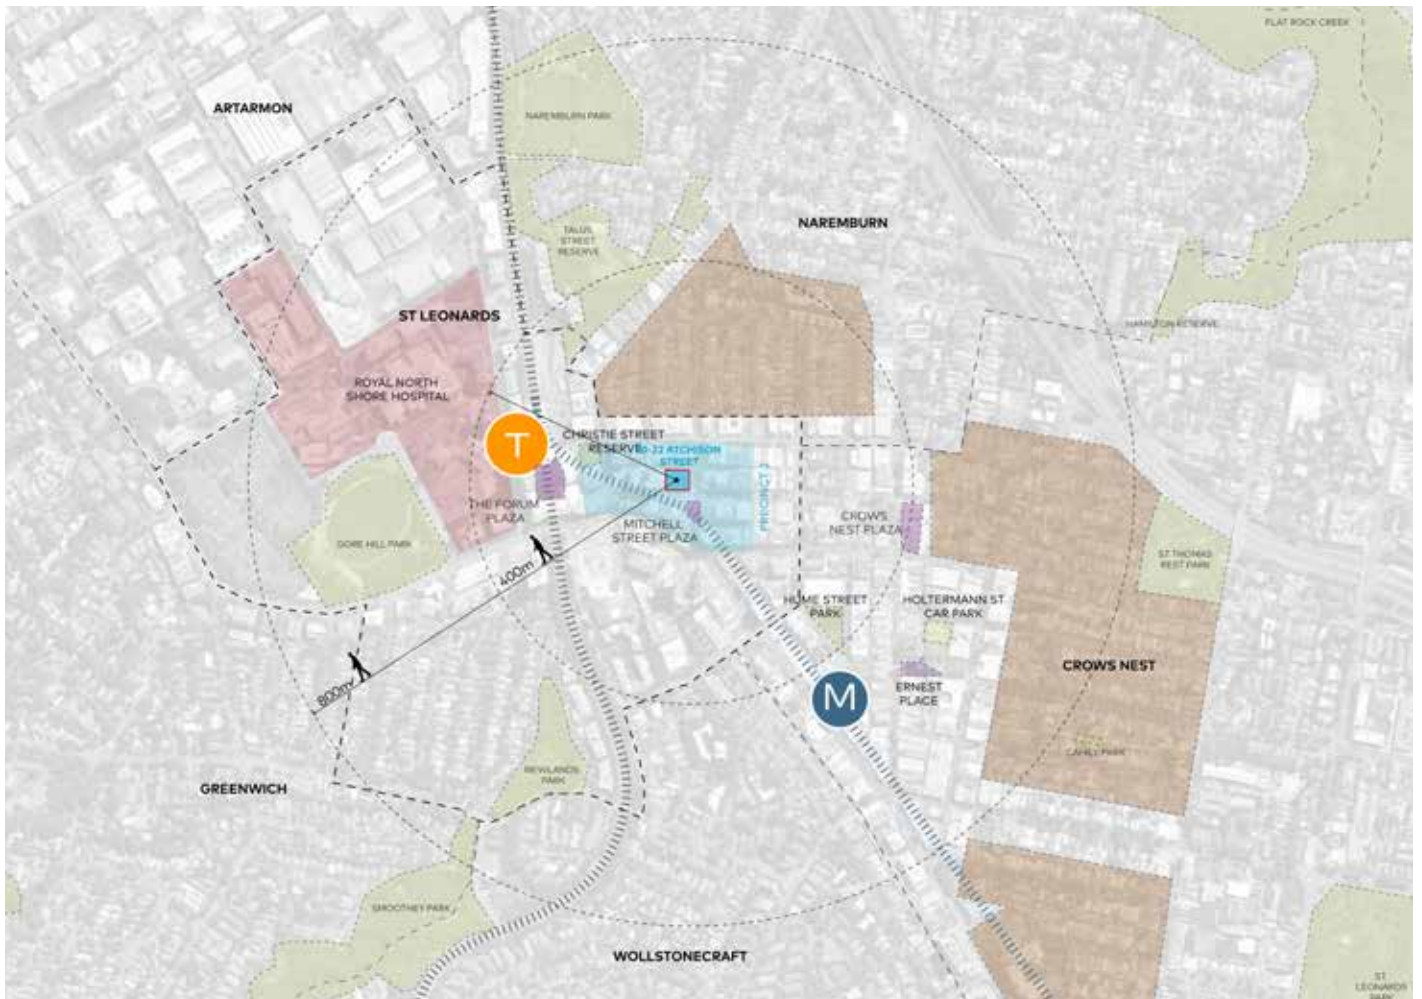 FLAT ROCK CREEK
ARTARMON
NAREMBURN PARK
NAREMBURN
TALUS
STREET
RESERVE
ST LEONARDS
HAMILTON RESERVE
ROYAL NORTH
SHORE HOSPITAL
T
CHRISTIE STREET
RESERVE
ATCHISON
STREET
PRECINCT 2
THE FORUM
PLAZA
MITCHELL
STREET PLAZA
CROWS
NEST PLAZA
GORE HILL PARK
ST THOMAS
REST PARK
400m
HUME STREET
PARK
HOLTERMANN ST
CAR PARK
CROWS NEST
800m
M
ERNEST
PLACE
CAHILL PARK
NEWLANDS
PARK
GREENWICH
SMOOTHEY PARK
WOLLSTONECRAFT
ST
LEONARDS
PARK